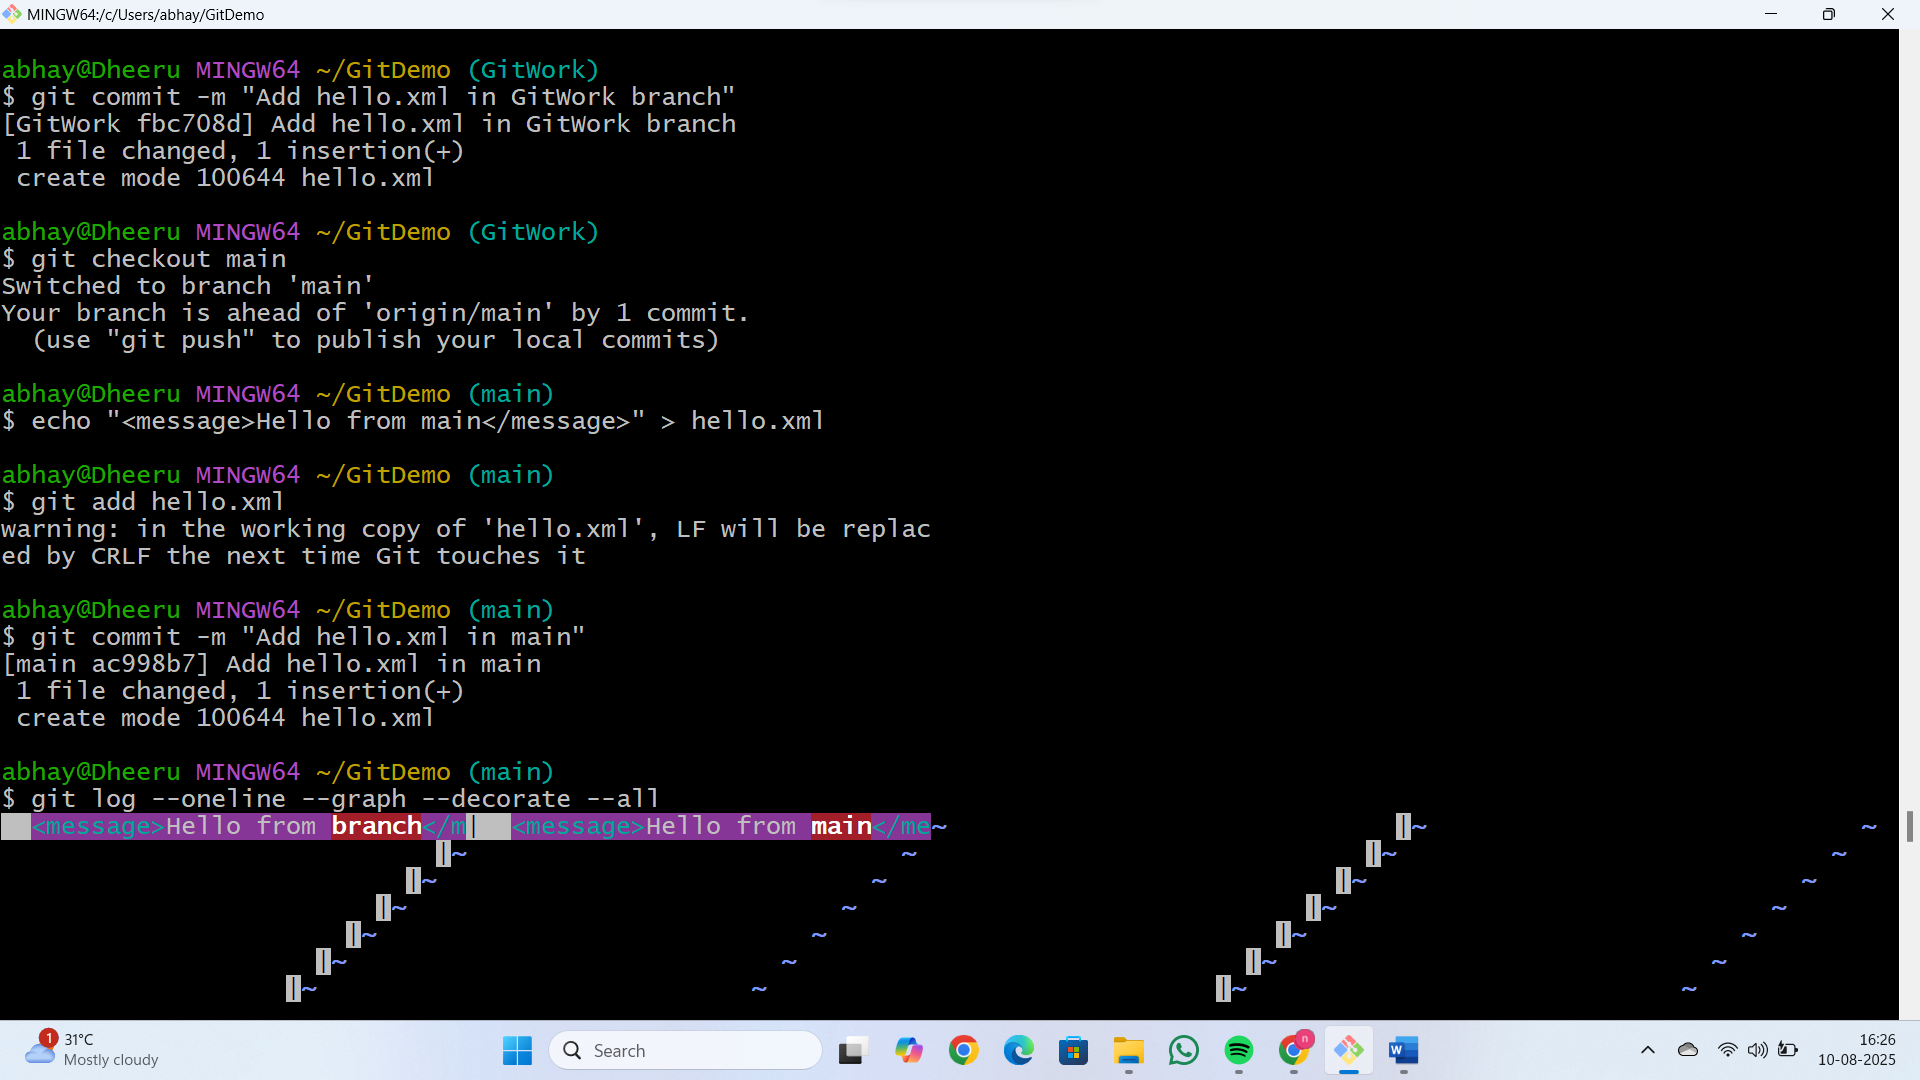 MINGW64:/c/Users/abhay/GitDemo
abhay@Dheeru MINGW64 ~/GitDemo (GitWork)
$ git commit -m "Add hello.xml in GitWork branch"
[GitWork fbc708d] Add hello.xml in GitWork branch
 1 file changed, 1 insertion(+)
 create mode 100644 hello.xml
abhay@Dheeru MINGW64 ~/GitDemo (GitWork)
$ git checkout main
Switched to branch 'main'
Your branch is ahead of 'origin/main' by 1 commit.
  (use "git push" to publish your local commits)
abhay@Dheeru MINGW64 ~/GitDemo (main)
$ echo "<message>Hello from main</message>" > hello.xml
abhay@Dheeru MINGW64 ~/GitDemo (main)
$ git add hello.xml
warning: in the working copy of 'hello.xml', LF will be replac
ed by CRLF the next time Git touches it
abhay@Dheeru MINGW64 ~/GitDemo (main)
$ git commit -m "Add hello.xml in main"
[main ac998b7] Add hello.xml in main
 1 file changed, 1 insertion(+)
 create mode 100644 hello.xml
abhay@Dheeru MINGW64 ~/GitDemo (main)
$ git log --oneline --graph --decorate --all
  <message>Hello from branch</m|  <message>Hello from main</me~ |~ ~
|~ ~ |~ ~
|~ ~ |~ ~
|~ ~ |~ ~
|~ ~ |~ ~
|~ ~ |~ ~
|~ ~ |~ ~
1
31°C
Mostly cloudy
Search
n
W
16:26
10-08-2025